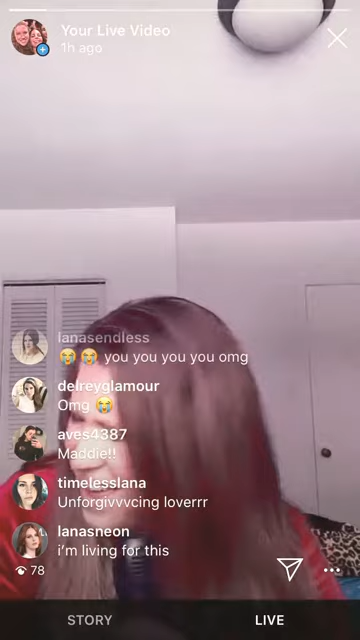 Your Live Video
1h ago
lanasendless
😭 😭 you you you you omg
delreyglamour
Omg 😭
aves4387
Maddie!!
timelesslana
Unforgivvvcing loverrr
lanasneon
i'm living for this
78
STORY
LIVE